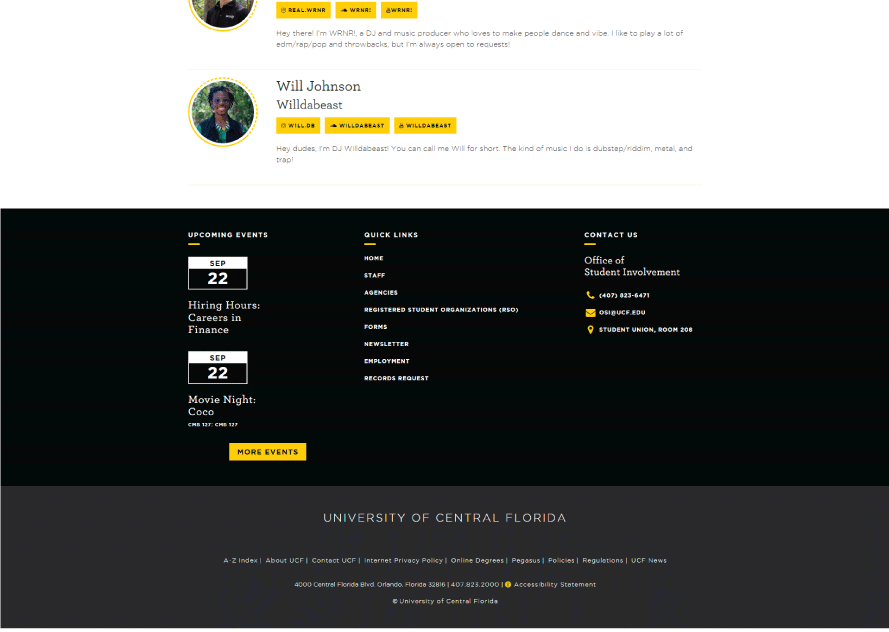 REAL.WRNR WRNR! WRNR!
Hey there! I'm WRNR!, a DJ and music producer who loves to make people dance and vibe. I like to play a lot of
edm/rap/pop and throwbacks, but I'm always open to requests!
Will Johnson
Willdabeast
W1LL.DB WILLDABEAST WILLDABEAST
Hey dudes, I'm DJ Willdabeast! You can call me Will for short. The kind of music I do is dubstep/riddim, metal, and
trap!
UPCOMING EVENTS
SEP
22
Hiring Hours:
Careers in
Finance
SEP
22
Movie Night:
Coco
CMB 127: CMB 127
MORE EVENTS
QUICK LINKS
HOME
STAFF
AGENCIES
REGISTERED STUDENT ORGANIZATIONS (RSO)
FORMS
NEWSLETTER
EMPLOYMENT
RECORDS REQUEST
CONTACT US
Office of
Student Involvement
(407) 823-6471
OSI@UCF.EDU
STUDENT UNION, ROOM 208
UNIVERSITY OF CENTRAL FLORIDA
A-Z Index | About UCF | Contact UCF | Internet Privacy Policy | Online Degrees | Pegasus | Policies | Regulations | UCF News
4000 Central Florida Blvd. Orlando, Florida 32816 | 407.823.2000 | Accessibility Statement
© University of Central Florida